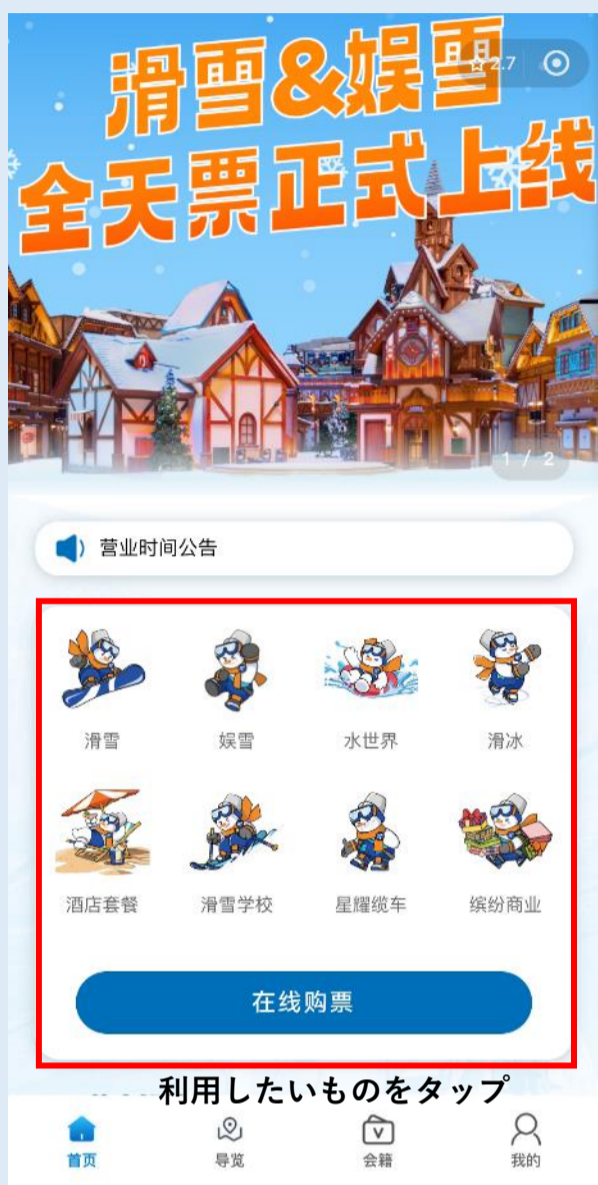 滑雪&娱雪
2.7
全天票正式上线
1 / 2
营业时间公告
滑雪
娱雪
水世界
滑冰
酒店套餐
滑雪学校
星耀缆车
缤纷商业
在线购票
利用したいものをタップ
首页
导览
会籍
我的